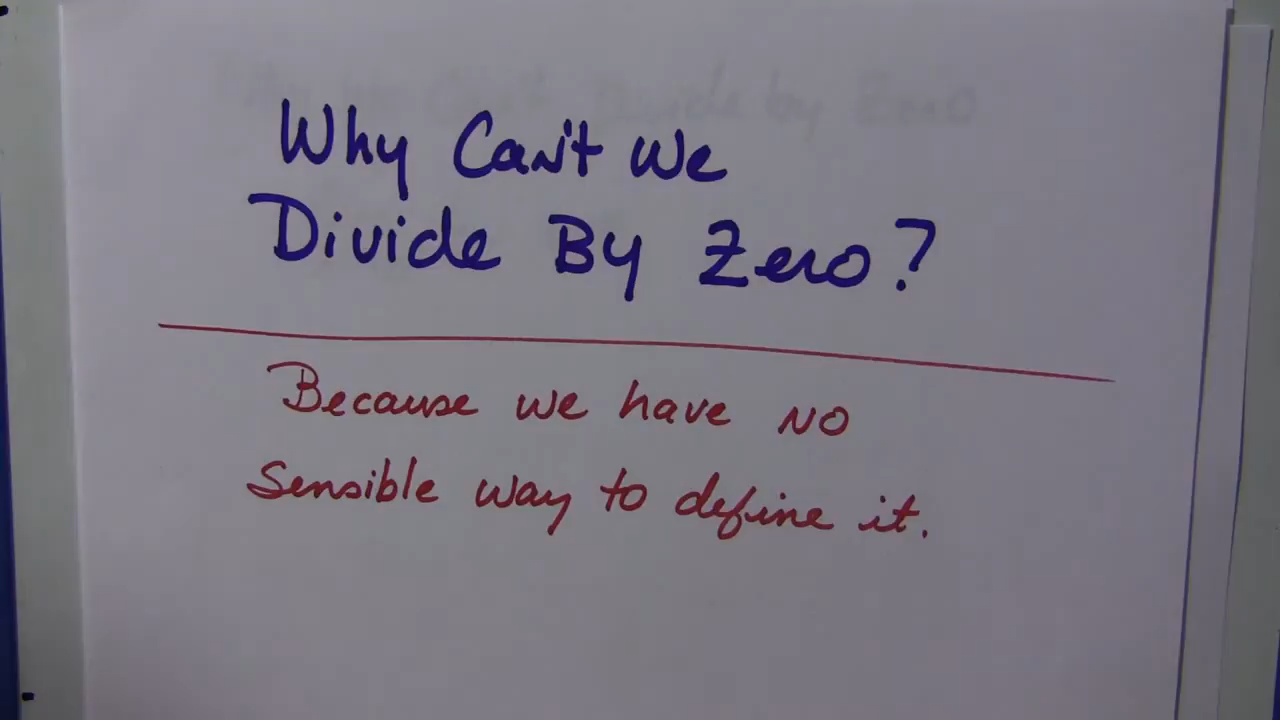 Why Can't We
Divide By Zero?
Because we have no
sensible way to define it.